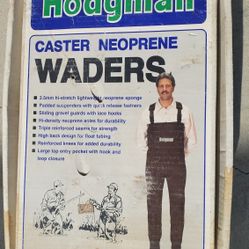 Hodgman
CASTER NEOPRENE
WADERS
3.5mm hi-stretch lightweight neoprene sponge
Padded suspenders with quick release fasteners
Sliding gravel guards with lace hooks
Hi-density neoprene soles for durability
Triple reinforced seams for strength
High back design for float tubing
Reinforced knees for added durability
Large top entry pocket with hook and
loop closure
Hodgman